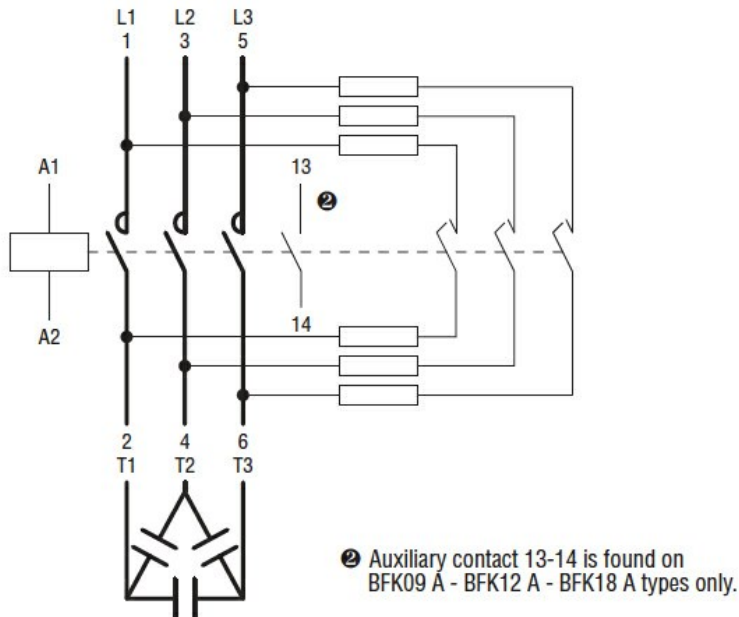 L1 L2 L3
1 3 5
A1
13
❷
14
A2
2 4 6
T1 T2 T3
❷ Auxiliary contact 13-14 is found on
BFK09 A - BFK12 A - BFK18 A types only.